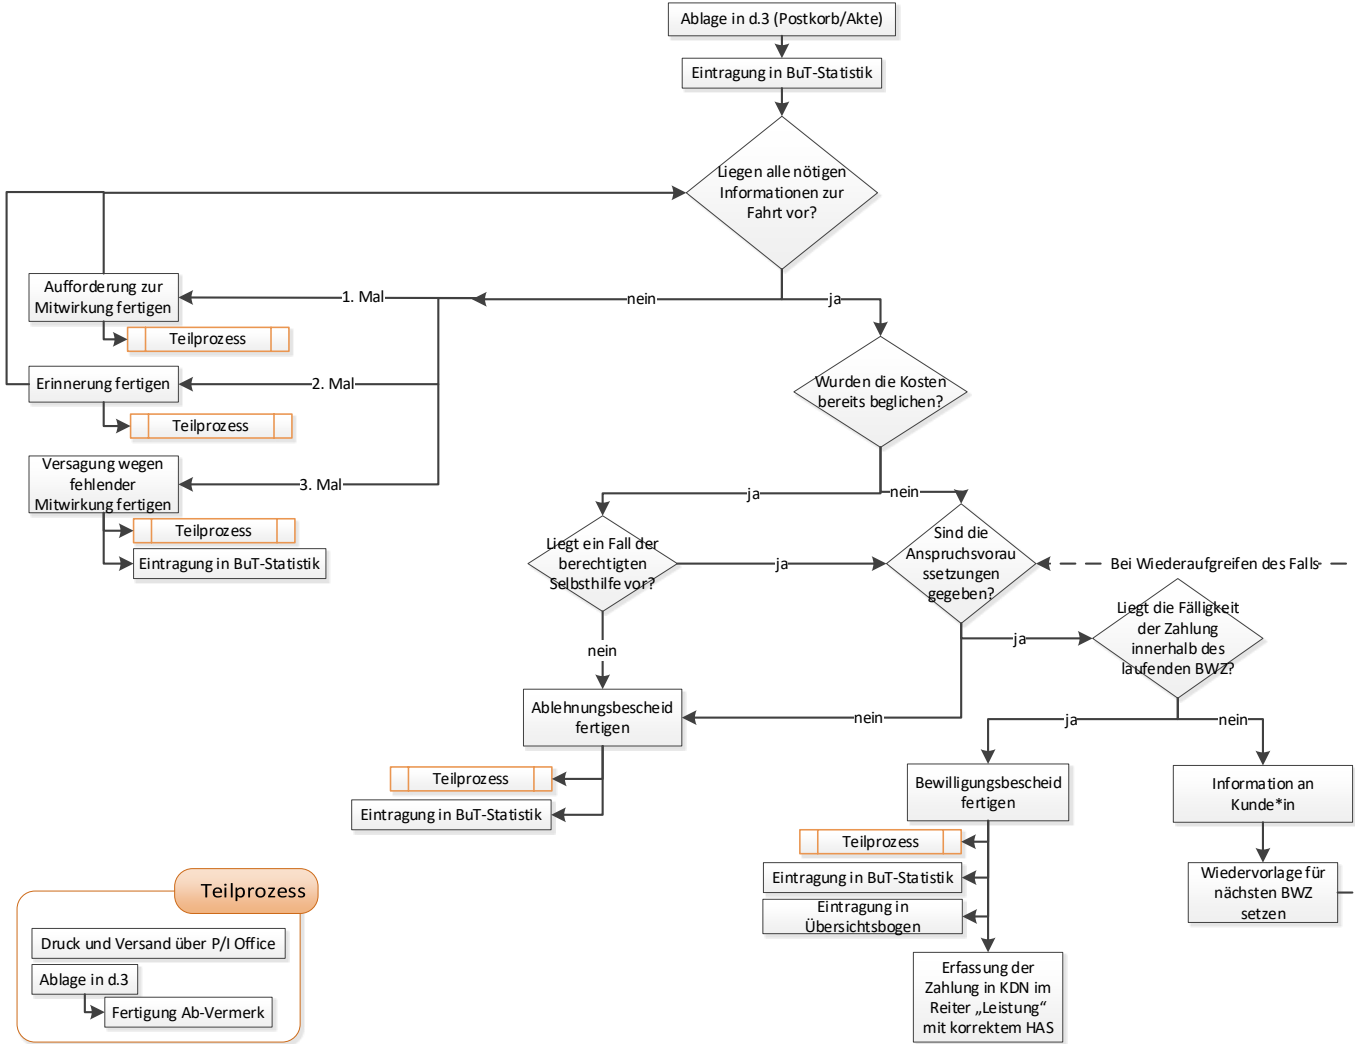 Ablage in d.3 (Postkorb/Akte)
Eintragung in BuT-Statistik
Liegen alle nötigen
Informationen zur
Fahrt vor?
nein
ja
1. Mal
Aufforderung zur
Mitwirkung fertigen
Teilprozess
2. Mal
Erinnerung fertigen
Teilprozess
3. Mal
Versagung wegen
fehlender
Mitwirkung fertigen
Teilprozess
Eintragung in BuT-Statistik
Wurden die Kosten
bereits beglichen?
ja
nein
Liegt ein Fall der
berechtigten
Selbsthilfe vor?
ja
nein
Sind die
Anspruchsvorau
ssetzungen
gegeben?
Bei Wiederaufgreifen des Falls
ja
nein
Liegt die Fälligkeit
der Zahlung
innerhalb des
laufenden BWZ?
ja
nein
Ablehnungsbescheid
fertigen
Teilprozess
Eintragung in BuT-Statistik
Bewilligungsbescheid
fertigen
Teilprozess
Eintragung in BuT-Statistik
Eintragung in
Übersichtsbogen
Erfassung der
Zahlung in KDN im
Reiter „Leistung“
mit korrektem HAS
Information an
Kunde*in
Wiedervorlage für
nächsten BWZ
setzen
Teilprozess
Druck und Versand über P/I Office
Ablage in d.3
Fertigung Ab-Vermerk